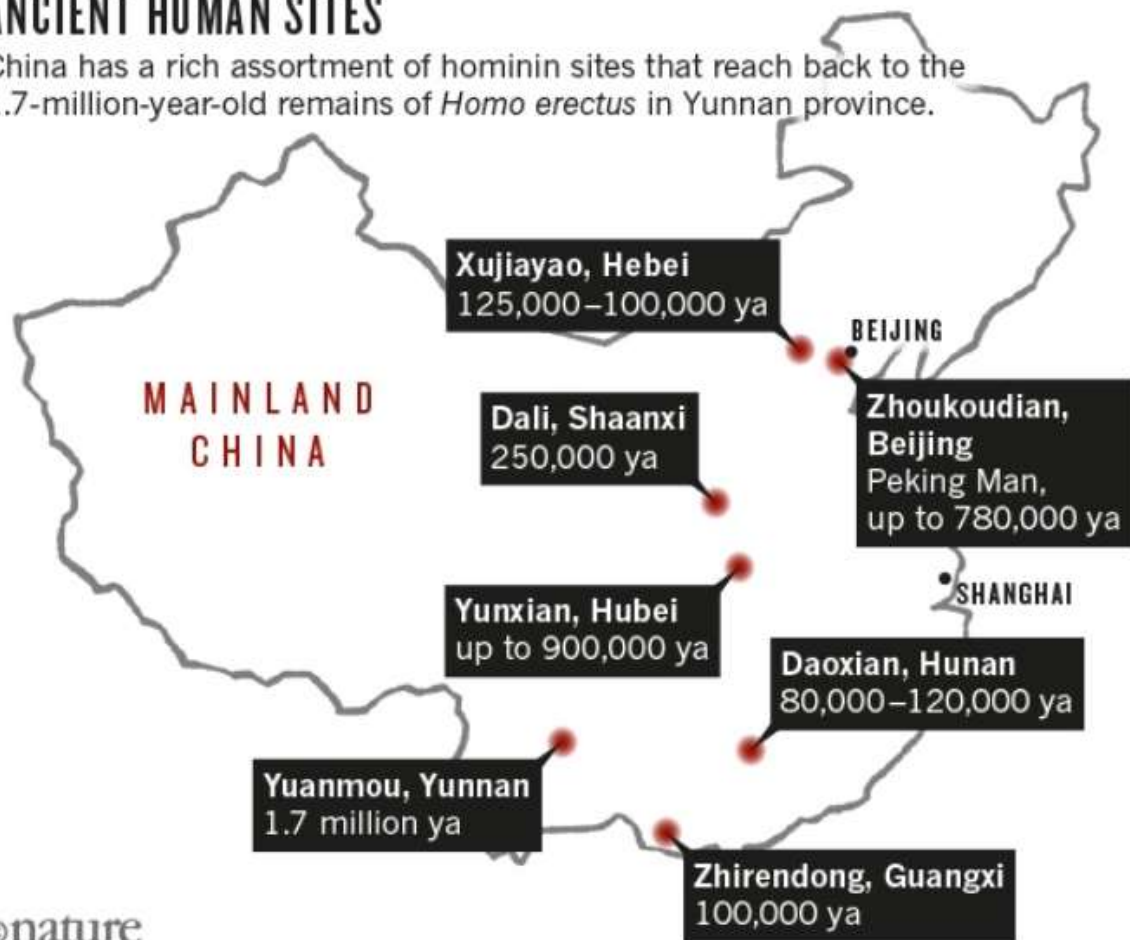 ANCIENT HUMAN SITES
China has a rich assortment of hominin sites that reach back to the
.7-million-year-old remains of Homo erectus in Yunnan province.
Xujiayao, Hebei
125,000–100,000 ya
BEIJING
MAINLAND
CHINA
Dali, Shaanxi
250,000 ya
Zhoukoudian,
Beijing
Peking Man,
up to 780,000 ya
SHANGHAI
Yunxian, Hubei
up to 900,000 ya
Daoxian, Hunan
80,000–120,000 ya
Yuanmou, Yunnan
1.7 million ya
Zhirendong, Guangxi
100,000 ya
©nature